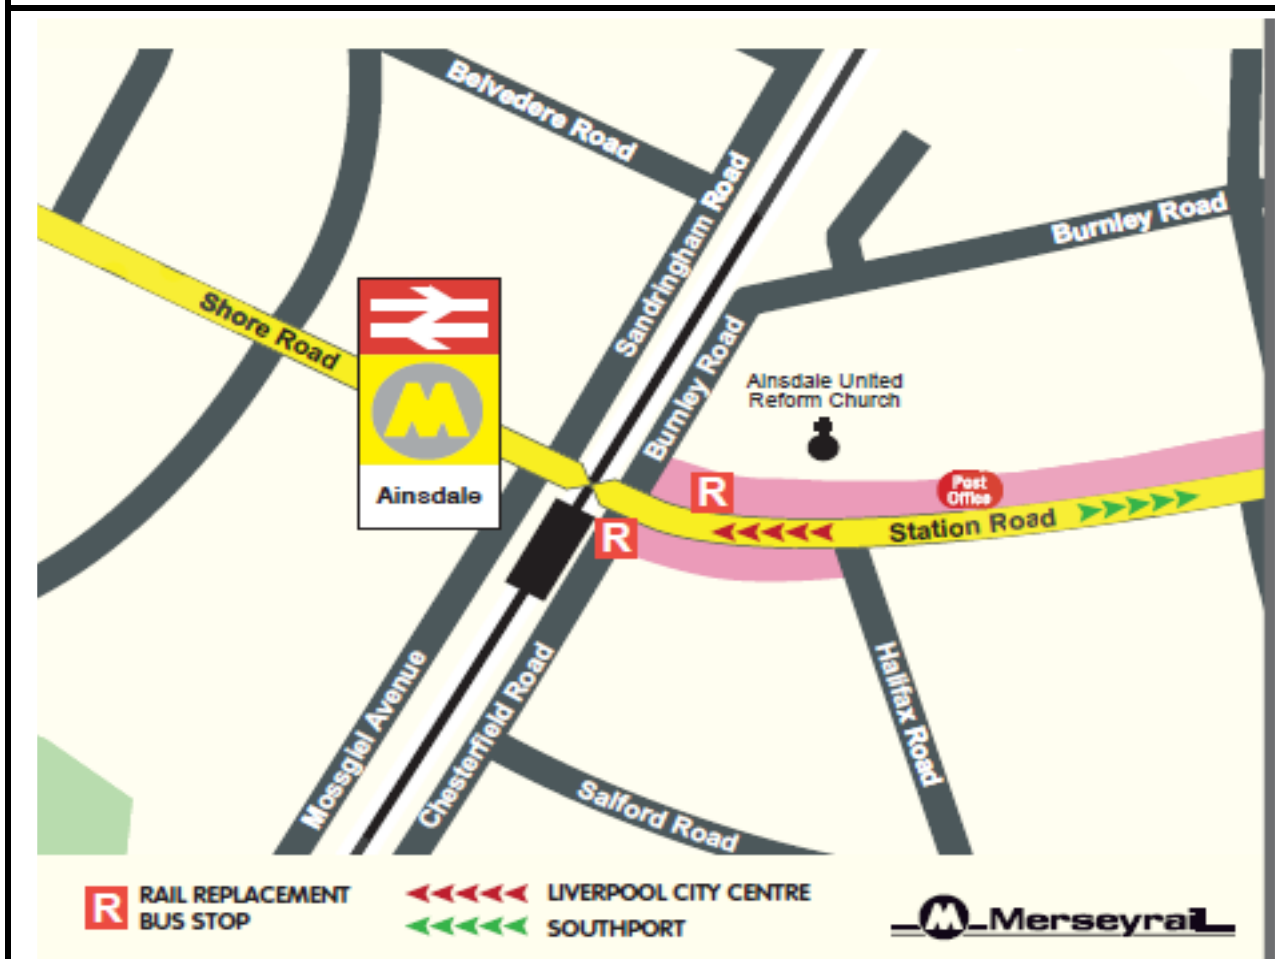 Belvedere Road
Sandringham Road
Burnley Road
Shore Road
Burnley Road
Ainsdale United
Reform Church
M
Ainsdale
R
Post
Office
R
Station Road
Mossgiel Avenue
Chesterfield Road
Halifax Road
Salford Road
R
RAIL REPLACEMENT
BUS STOP
LIVERPOOL CITY CENTRE
SOUTHPORT
M
Merseyrail